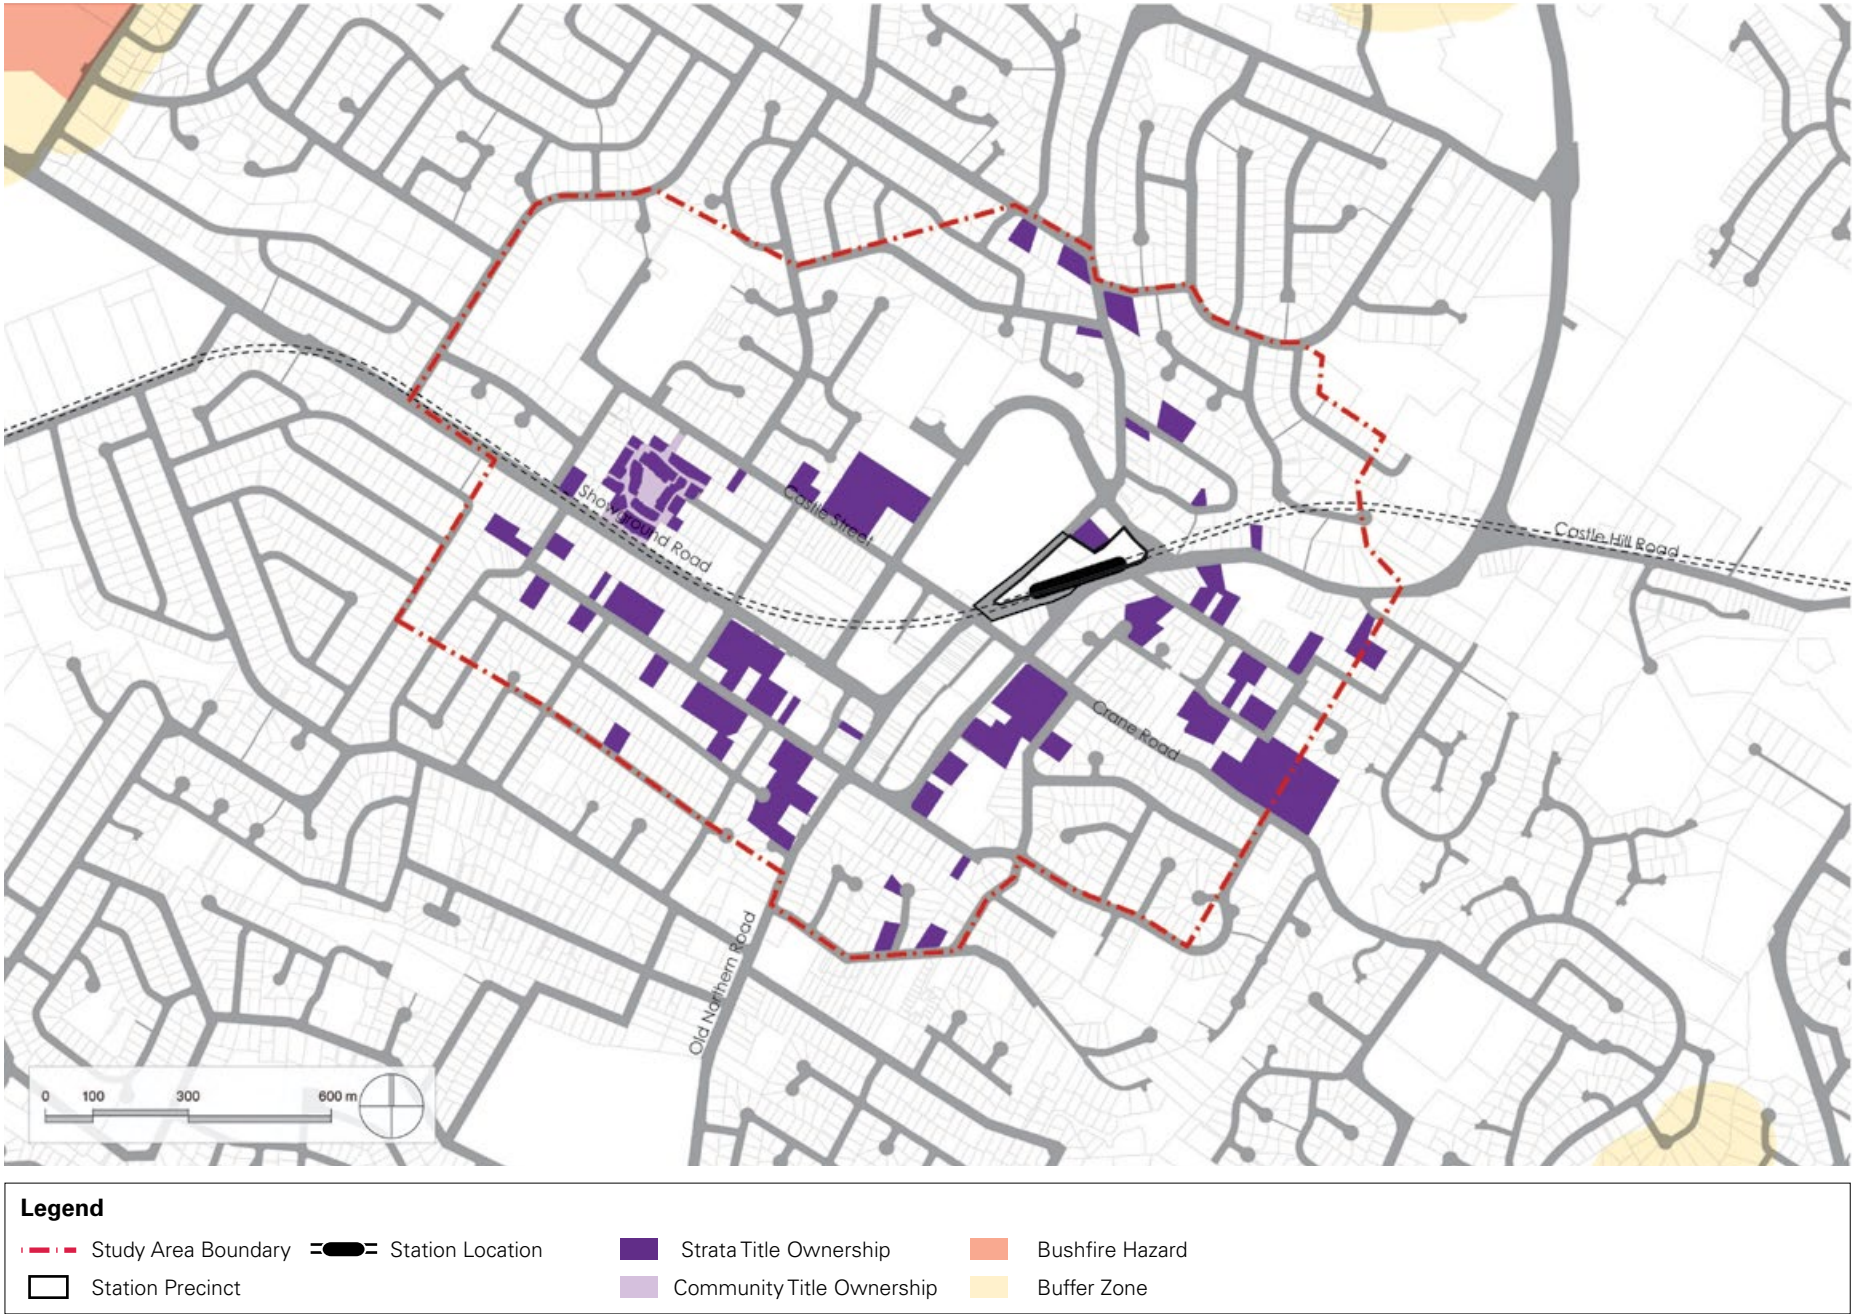 Showground Road
Castle Street
Castle Hill Road
Crane Road
Old Northern Road
0 100 300 600 m
Legend
Study Area Boundary Station Location Strata Title Ownership Bushfire Hazard
Station Precinct Community Title Ownership Buffer Zone